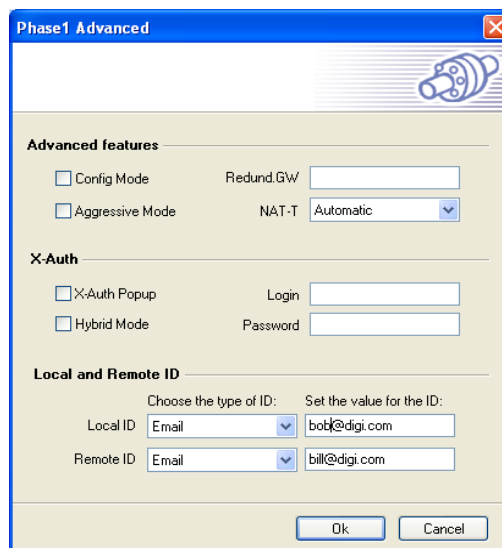 Phase1 Advanced
Advanced features
Config Mode Redund.GW
Aggressive Mode NAT-T Automatic
X-Auth
X-Auth Popup Login
Hybrid Mode Password
Local and Remote ID
Choose the type of ID: Set the value for the ID:
Local ID Email bob@digi.com
Remote ID Email bill@digi.com
Ok Cancel